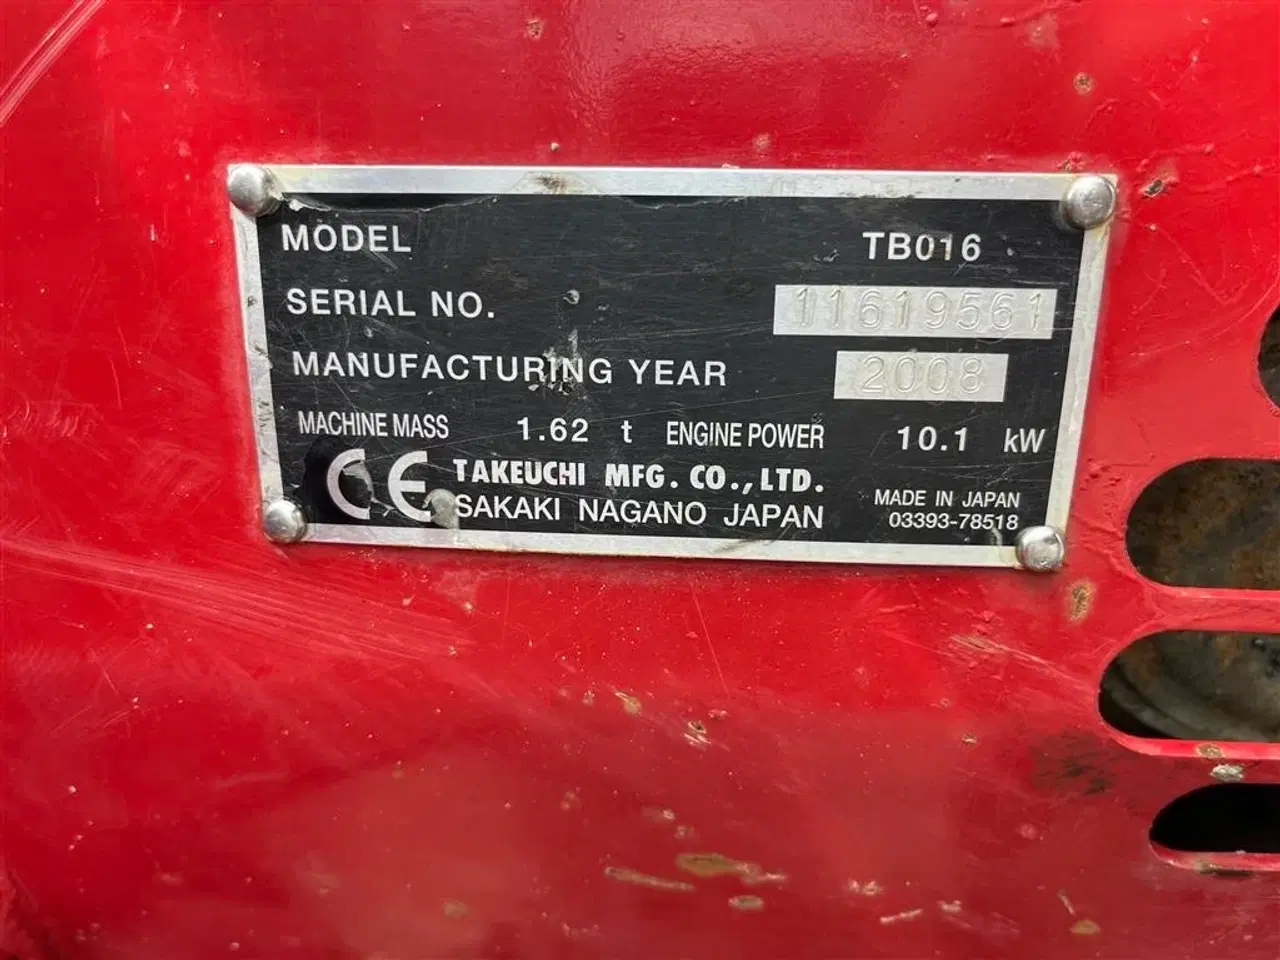 MODEL TB016
SERIAL NO. 11619561
MANUFACTURING YEAR 2008
MACHINE MASS 1.62 t ENGINE POWER 10.1 kW
CE TAKEUCHI MFG. CO., LTD.
SAKAKI NAGANO JAPAN
MADE IN JAPAN
03393-78518